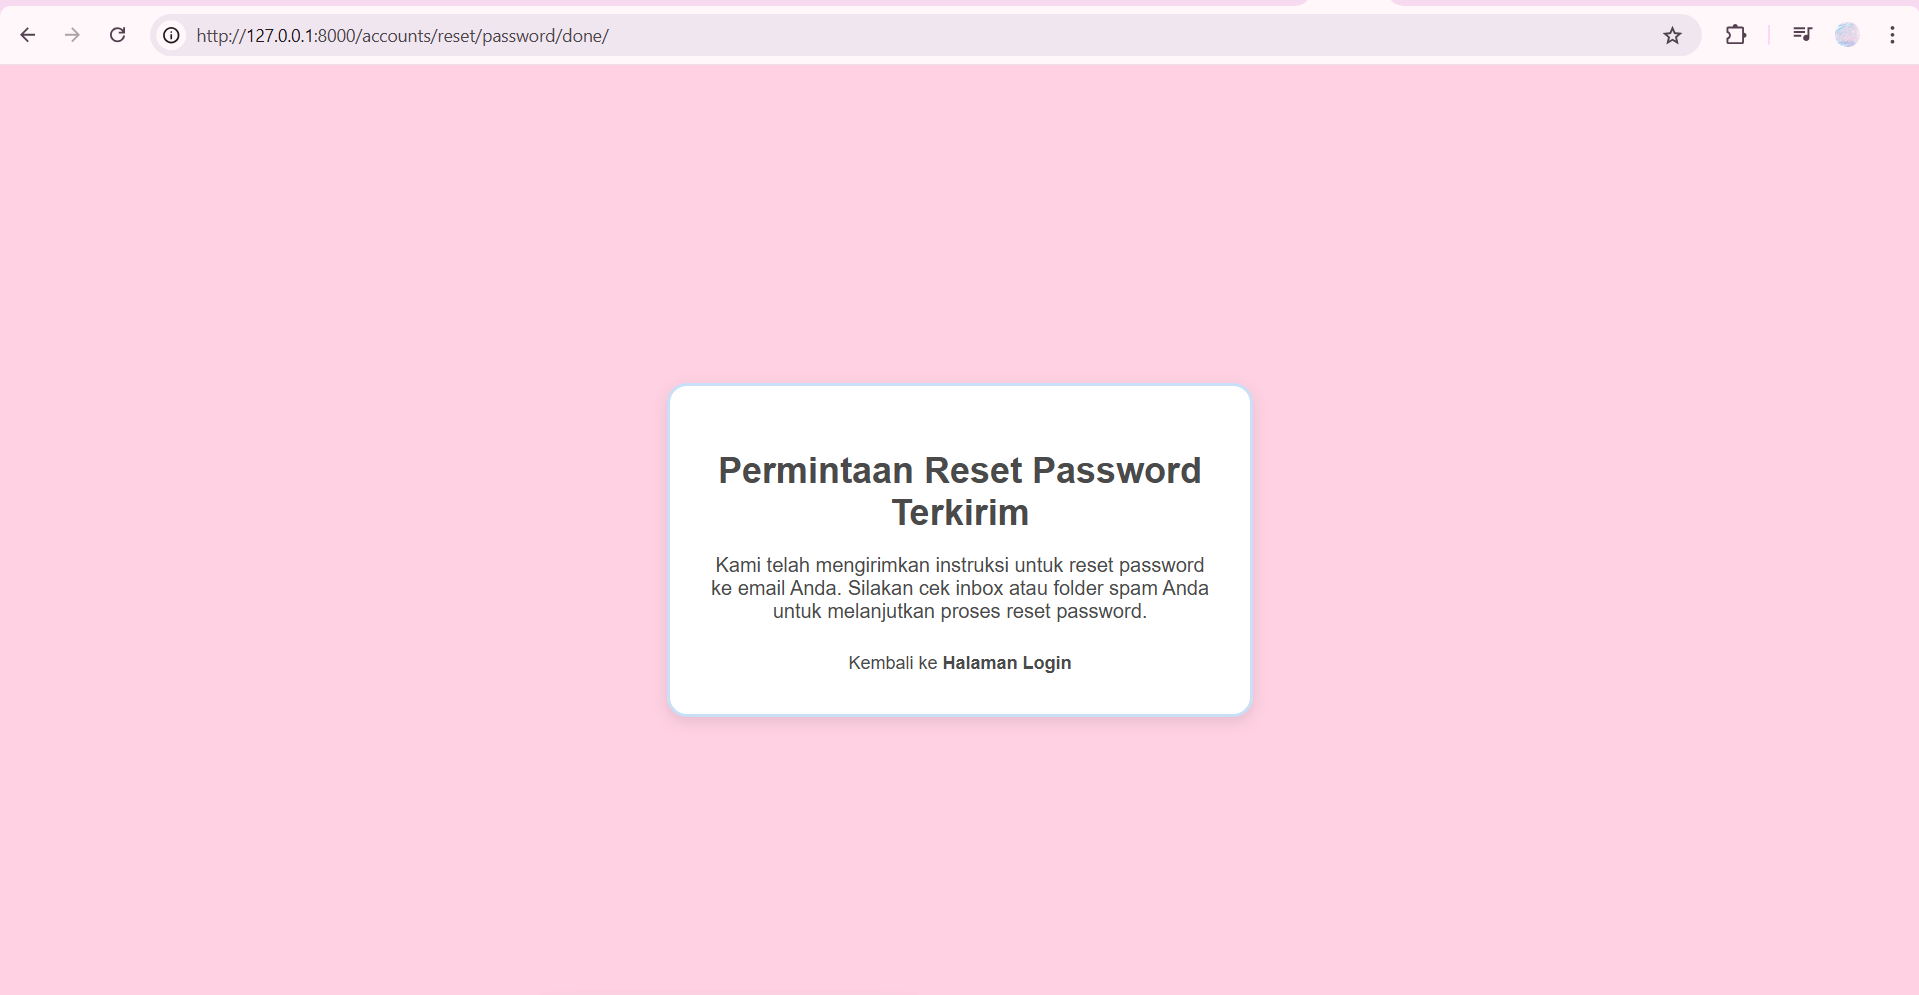 http://127.0.0.1:8000/accounts/reset/password/done/
Permintaan Reset Password
Terkirim
Kami telah mengirimkan instruksi untuk reset password
ke email Anda. Silakan cek inbox atau folder spam Anda
untuk melanjutkan proses reset password.
Kembali ke Halaman Login